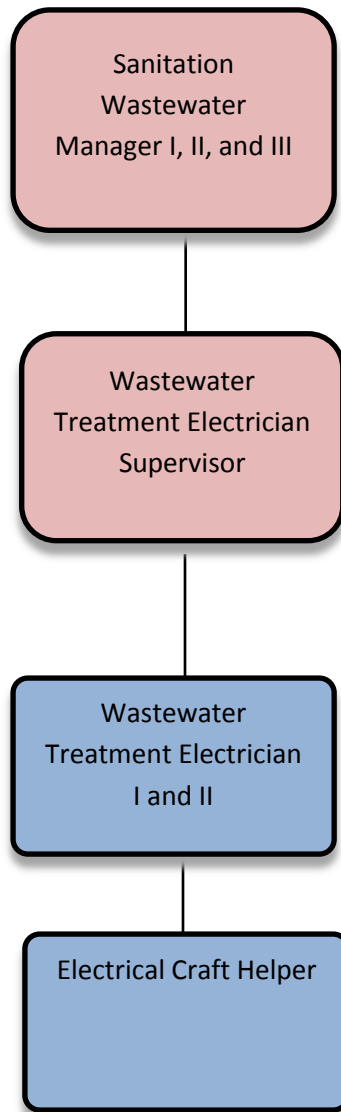 Sanitation
Wastewater
Manager I, II, and III
Wastewater
Treatment Electrician
Supervisor
Wastewater
Treatment Electrician
I and II
Electrical Craft Helper